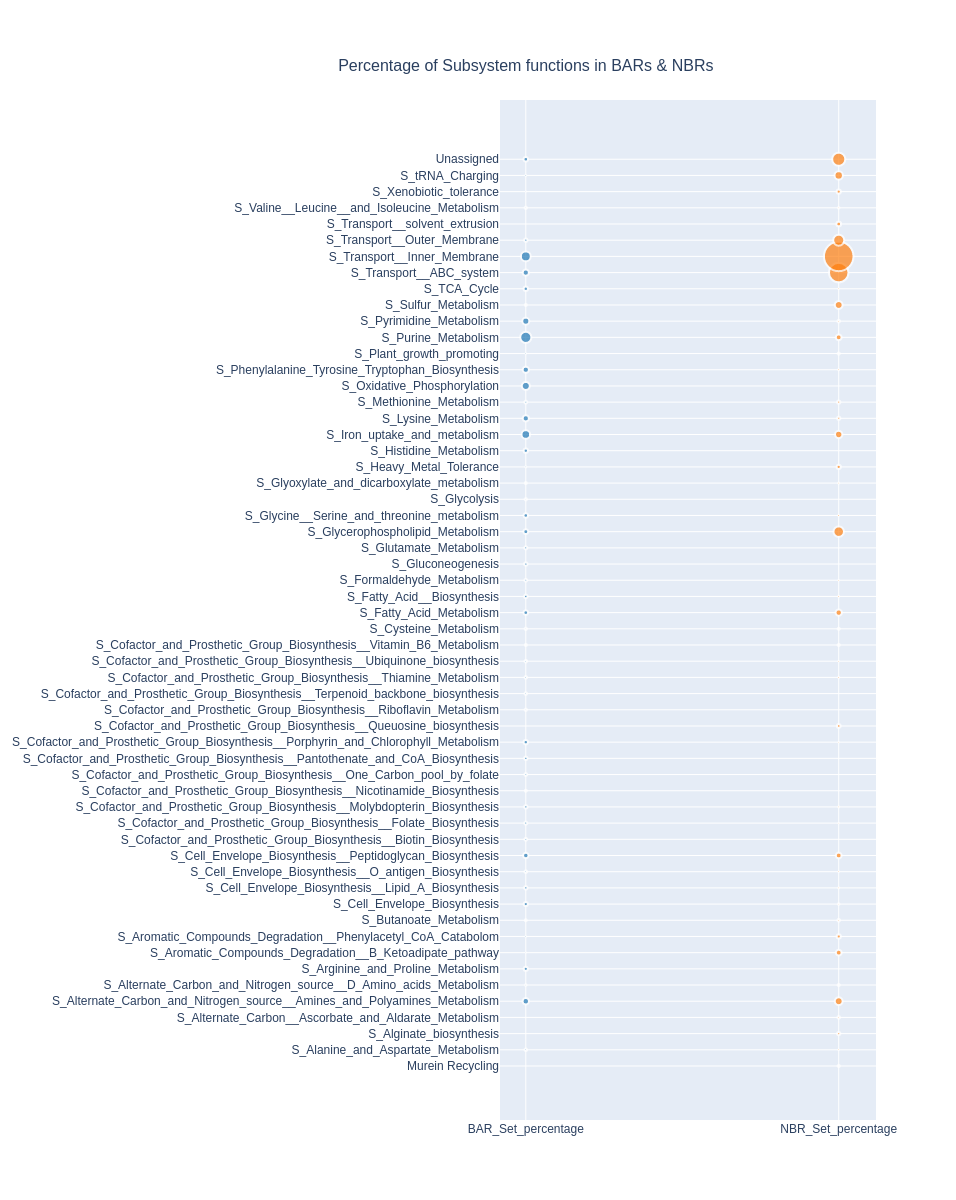 Percentage of Subsystem functions in BARs & NBRs
Unassigned
S_tRNA_Charging
S_Xenobiotic_tolerance
S_Valine__Leucine__and_Isoleucine_Metabolism
S_Transport__solvent_extrusion
S_Transport__Outer_Membrane
S_Transport__Inner_Membrane
S_Transport__ABC_system
S_TCA_Cycle
S_Sulfur_Metabolism
S_Pyrimidine_Metabolism
S_Purine_Metabolism
S_Plant_growth_promoting
S_Phenylalanine_Tyrosine_Tryptophan_Biosynthesis
S_Oxidative_Phosphorylation
S_Methionine_Metabolism
S_Lysine_Metabolism
S_Iron_uptake_and_metabolism
S_Histidine_Metabolism
S_Heavy_Metal_Tolerance
S_Glyoxylate_and_dicarboxylate_metabolism
S_Glycolysis
S_Glycine__Serine_and_threonine_metabolism
S_Glycerophospholipid_Metabolism
S_Glutamate_Metabolism
S_Gluconeogenesis
S_Formaldehyde_Metabolism
S_Fatty_Acid__Biosynthesis
S_Fatty_Acid_Metabolism
S_Cysteine_Metabolism
S_Cofactor_and_Prosthetic_Group_Biosynthesis__Vitamin_B6_Metabolism
S_Cofactor_and_Prosthetic_Group_Biosynthesis__Ubiquinone_biosynthesis
S_Cofactor_and_Prosthetic_Group_Biosynthesis__Thiamine_Metabolism
S_Cofactor_and_Prosthetic_Group_Biosynthesis__Terpenoid_backbone_biosynthesis
S_Cofactor_and_Prosthetic_Group_Biosynthesis__Riboflavin_Metabolism
S_Cofactor_and_Prosthetic_Group_Biosynthesis__Queuosine_biosynthesis
S_Cofactor_and_Prosthetic_Group_Biosynthesis__Porphyrin_and_Chlorophyll_Metabolism
S_Cofactor_and_Prosthetic_Group_Biosynthesis__Pantothenate_and_CoA_Biosynthesis
S_Cofactor_and_Prosthetic_Group_Biosynthesis__One_Carbon_pool_by_folate
S_Cofactor_and_Prosthetic_Group_Biosynthesis__Nicotinamide_Biosynthesis
S_Cofactor_and_Prosthetic_Group_Biosynthesis__Molybdopterin_Biosynthesis
S_Cofactor_and_Prosthetic_Group_Biosynthesis__Folate_Biosynthesis
S_Cofactor_and_Prosthetic_Group_Biosynthesis__Biotin_Biosynthesis
S_Cell_Envelope_Biosynthesis__Peptidoglycan_Biosynthesis
S_Cell_Envelope_Biosynthesis__O_antigen_Biosynthesis
S_Cell_Envelope_Biosynthesis__Lipid_A_Biosynthesis
S_Cell_Envelope_Biosynthesis
S_Butanoate_Metabolism
S_Aromatic_Compounds_Degradation__Phenylacetyl_CoA_Catabolom
S_Aromatic_Compounds_Degradation__B_Ketoadipate_pathway
S_Arginine_and_Proline_Metabolism
S_Alternate_Carbon_and_Nitrogen_source__D_Amino_acids_Metabolism
S_Alternate_Carbon_and_Nitrogen_source__Amines_and_Polyamines_Metabolism
S_Alternate_Carbon__Ascorbate_and_Aldarate_Metabolism
S_Alginate_biosynthesis
S_Alanine_and_Aspartate_Metabolism
Murein Recycling
BAR_Set_percentage
NBR_Set_percentage